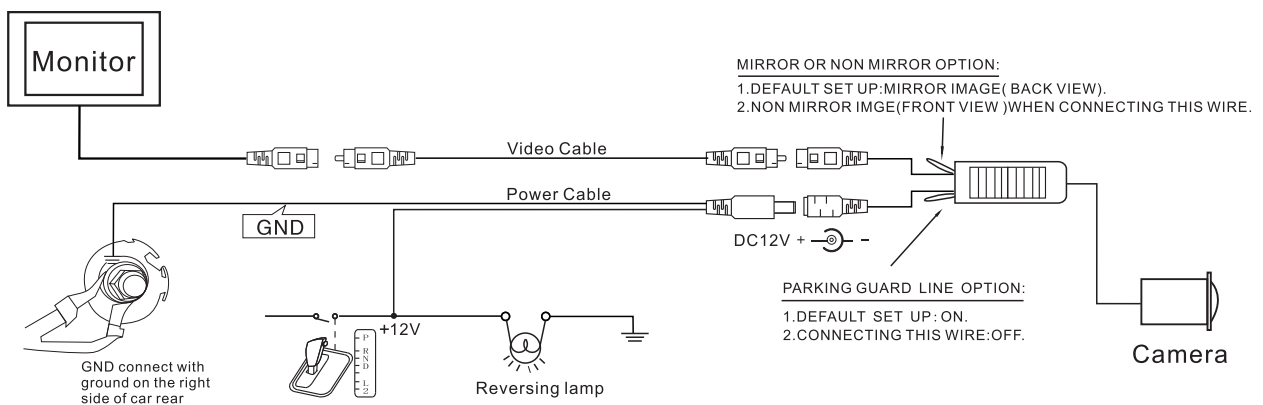 Monitor
MIRROR OR NON MIRROR OPTION:
1.DEFAULT SET UP:MIRROR IMAGE( BACK VIEW).
2.NON MIRROR IMGE(FRONT VIEW )WHEN CONNECTING THIS WIRE.
Video Cable
Power Cable
GND
DC12V + -
PARKING GUARD LINE OPTION:
1.DEFAULT SET UP: ON.
2.CONNECTING THIS WIRE:OFF.
+12V
P
R
N
D
L
2
Reversing lamp
Camera
GND connect with
ground on the right
side of car rear